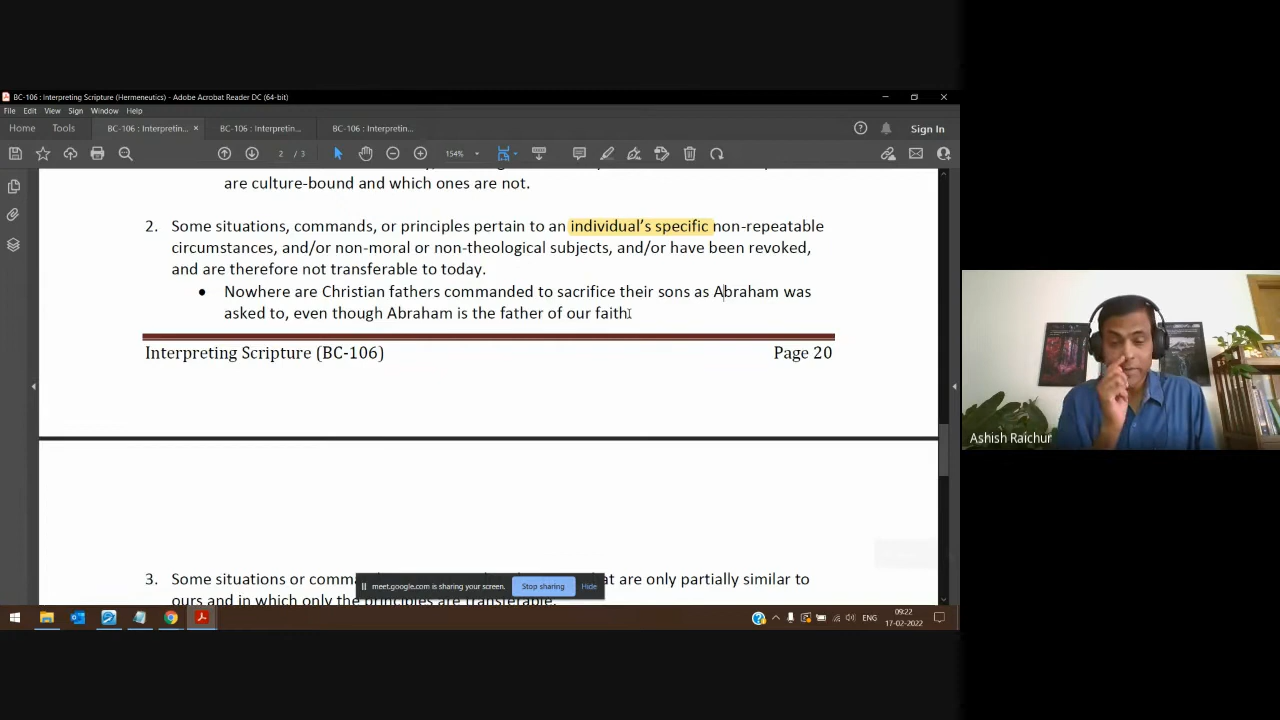 BC-106 : Interpreting Scripture (Hermeneutics) - Adobe Acrobat Reader DC (64-bit)
File Edit View Sign Window Help
Home Tools BC-106 : Interpretin... × BC-106 : Interpretin... BC-106 : Interpretin... Sign In
2 / 3 154%
are culture-bound and which ones are not.
2. Some situations, commands, or principles pertain to an individual’s specific non-repeatable
circumstances, and/or non-moral or non-theological subjects, and/or have been revoked,
and are therefore not transferable to today.
• Nowhere are Christian fathers commanded to sacrifice their sons as Abraham was
asked to, even though Abraham is the father of our faith
Interpreting Scripture (BC-106) Page 20
Ashish Raichur
3. Some situations or comm at are only partially similar to
meet.google.com is sharing your screen. Stop sharing Hide
ours and in which only the principles are transferable.
ENG 09:22
17-02-2022